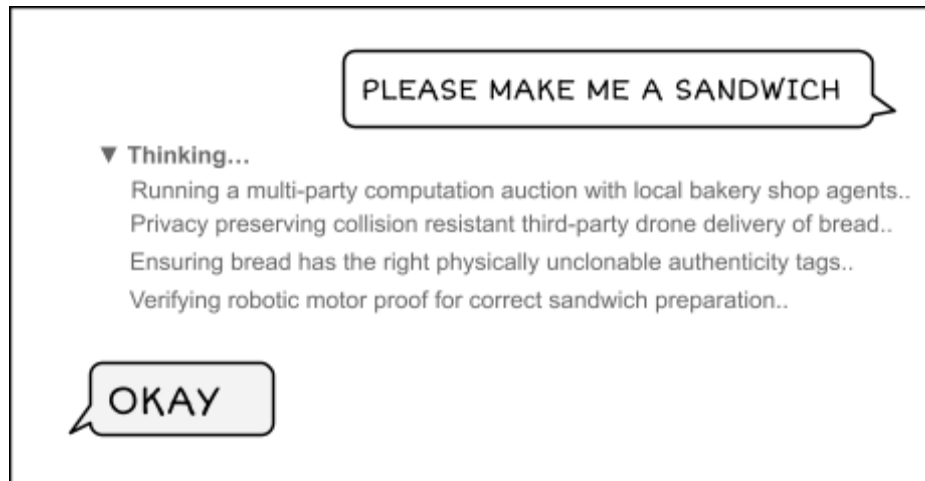 PLEASE MAKE ME A SANDWICH
▼ Thinking...
Running a multi-party computation auction with local bakery shop agents..
Privacy preserving collision resistant third-party drone delivery of bread..
Ensuring bread has the right physically unclonable authenticity tags..
Verifying robotic motor proof for correct sandwich preparation..
OKAY